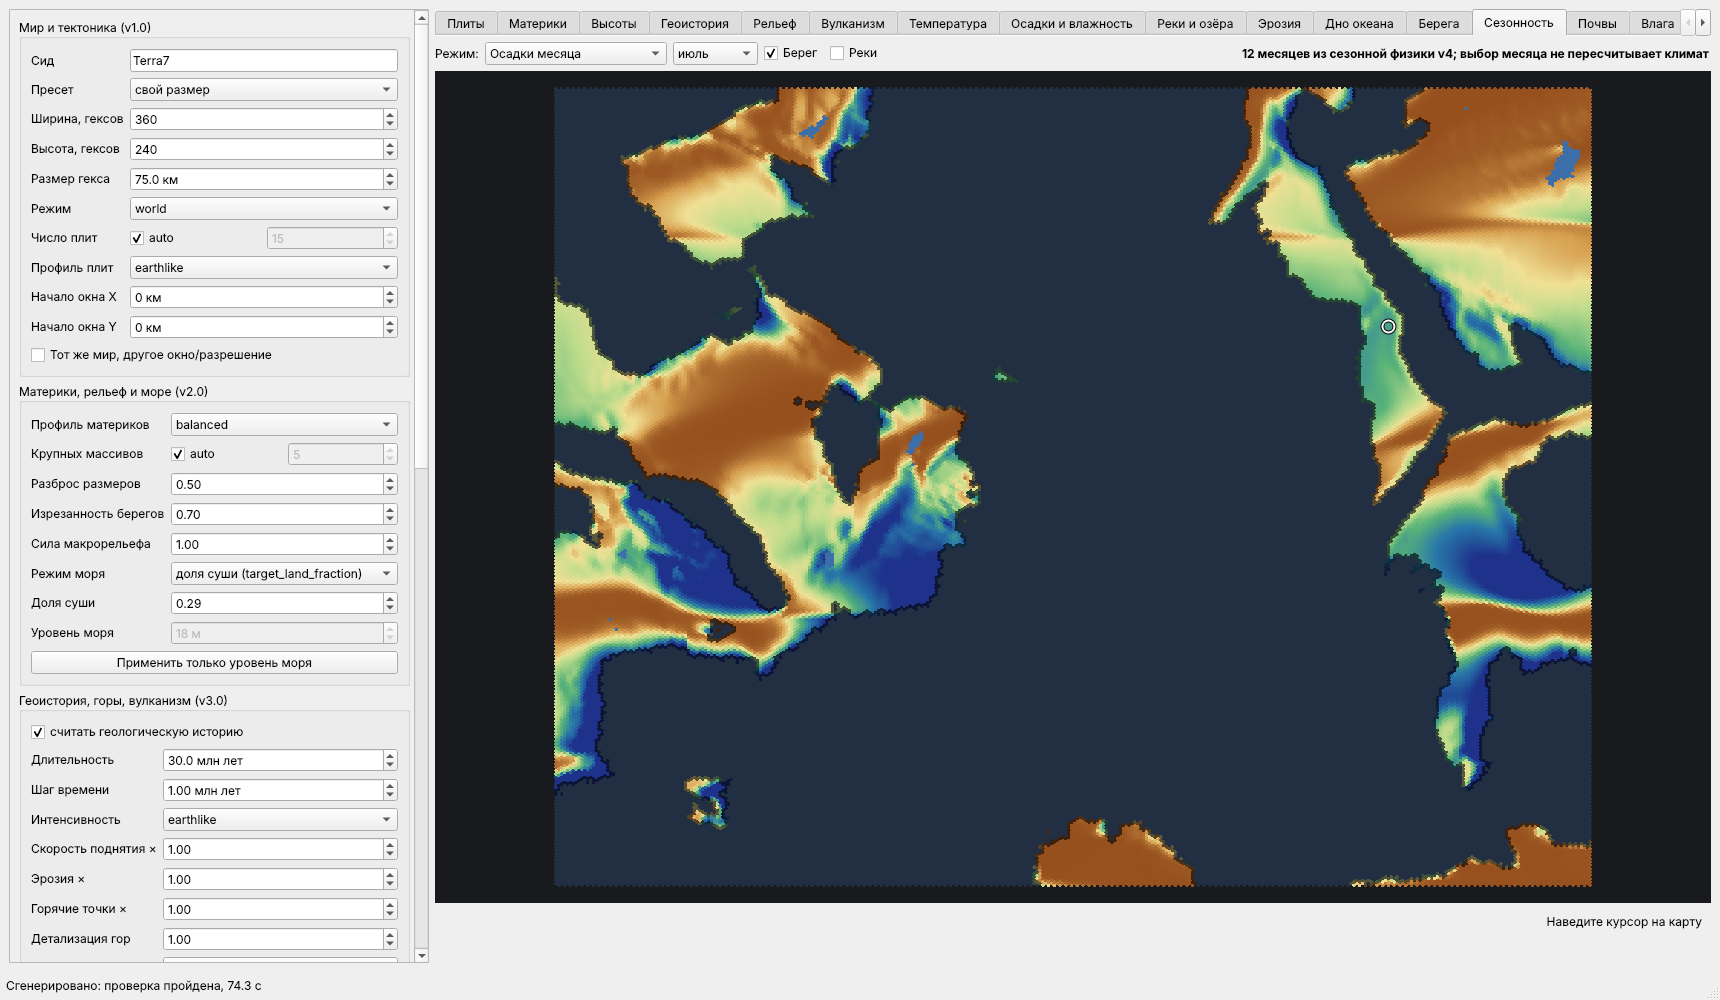 Мир и тектоника (v1.0)
Сид Terra7
Пресет свой размер
Ширина, гексов 360
Высота, гексов 240
Размер гекса 75.0 км
Режим world
Число плит auto 15
Профиль плит earthlike
Начало окна X 0 км
Начало окна Y 0 км
Тот же мир, другое окно/разрешение
Материки, рельеф и море (v2.0)
Профиль материков balanced
Крупных массивов auto 5
Разброс размеров 0.50
Изрезанность берегов 0.70
Сила макрорельефа 1.00
Режим моря доля суши (target_land_fraction)
Доля суши 0.29
Уровень моря 18 м
Применить только уровень моря
Геоистория, горы, вулканизм (v3.0)
считать геологическую историю
Длительность 30.0 млн лет
Шаг времени 1.00 млн лет
Интенсивность earthlike
Скорость поднятия × 1.00
Эрозия × 1.00
Горячие точки × 1.00
Детализация гор 1.00
Плиты Материки Высоты Геоистория Рельеф Вулканизм Температура Осадки и влажность Реки и озёра Эрозия Дно океана Берега Сезонность Почвы Влага
Режим: Осадки месяца июль Берег Реки 12 месяцев из сезонной физики v4; выбор месяца не пересчитывает климат
Наведите курсор на карту
Сгенерировано: проверка пройдена, 74.3 с